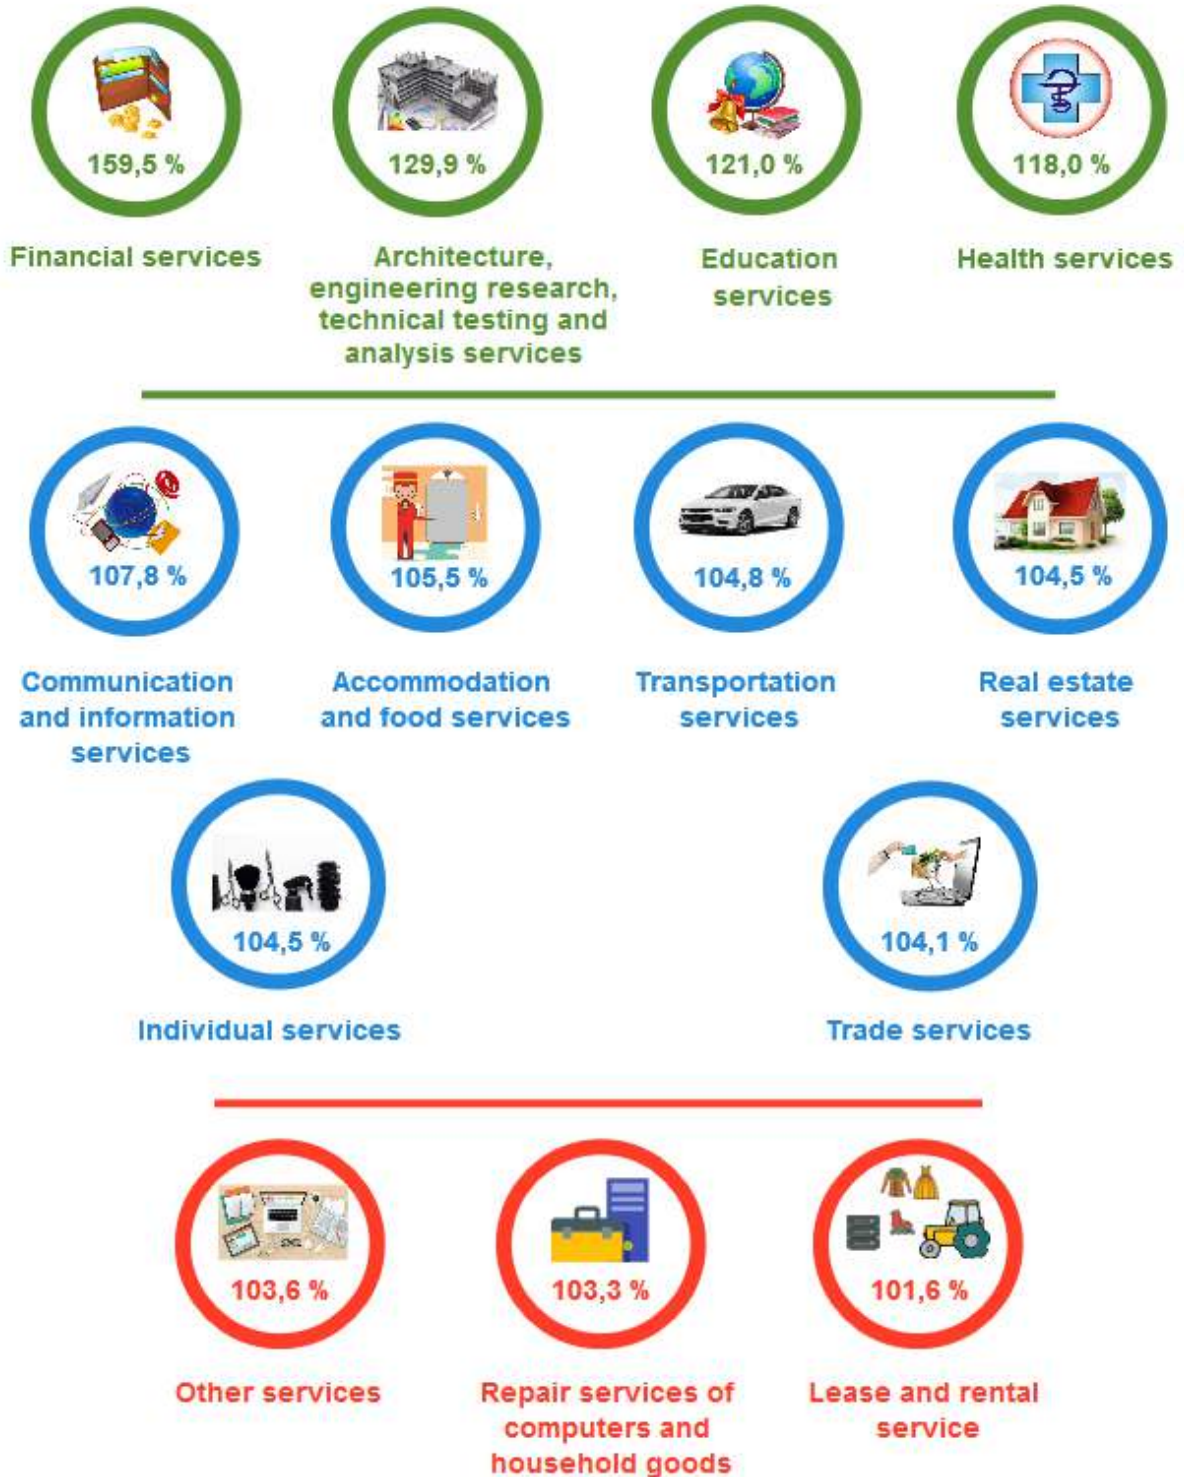 159,5 %
129,9 %
121,0 %
118,0 %
Financial services
Architecture,
engineering research,
technical testing and
analysis services
Education
services
Health services
107,8 %
105,5 %
104,8 %
104,5 %
Communication
and information
services
Accommodation
and food services
Transportation
services
Real estate
services
104,5 %
104,1 %
Individual services
Trade services
103,6 %
103,3 %
101,6 %
Other services
Repair services of
computers and
household goods
Lease and rental
service